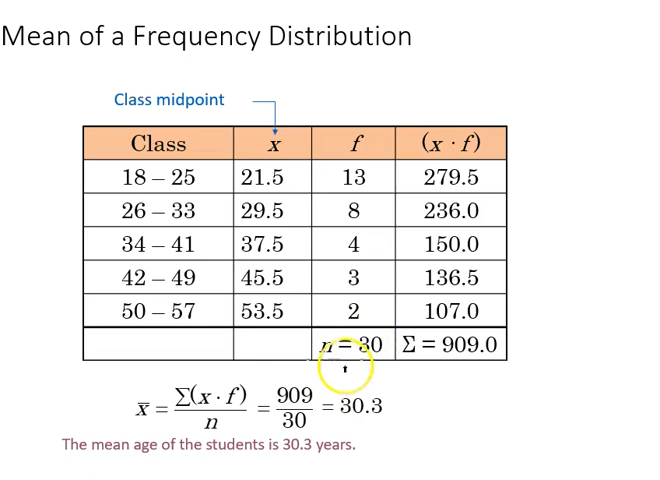 Mean of a Frequency Distribution
Class midpoint
Class x f (x · f)
18 – 25 21.5 13 279.5
26 – 33 29.5 8 236.0
34 – 41 37.5 4 150.0
42 – 49 45.5 3 136.5
50 – 57 53.5 2 107.0
n = 30 Σ = 909.0
x̄ = Σ(x · f) / n = 909 / 30 = 30.3
The mean age of the students is 30.3 years.